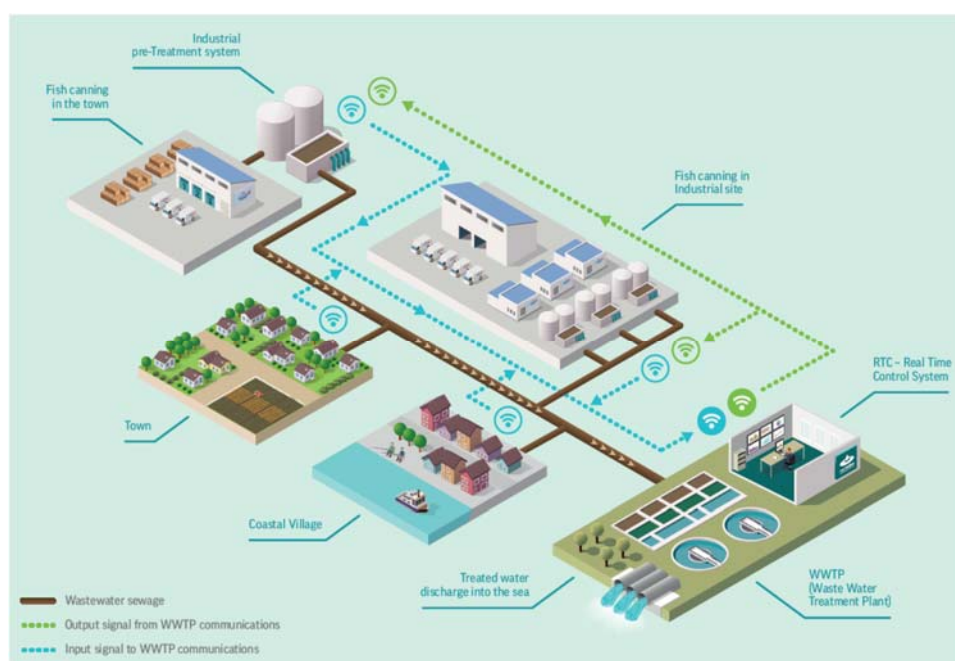 Industrial
pre-Treatment system
Fish canning
in the town
Fish canning in
Industrial site
RTC – Real Time
Control System
Town
Coastal Village
Treated water
discharge into the sea
WWTP
(Waste Water
Treatment Plant)
Wastewater sewage
Output signal from WWTP communications
Input signal to WWTP communications